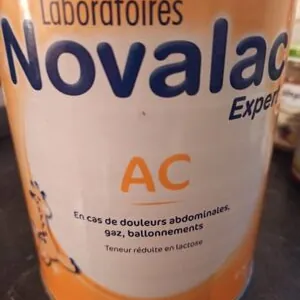 Laboratoires
Novalac
Expert
AC
En cas de douleurs abdominales,
gaz, ballonnements
Teneur réduite en lactose